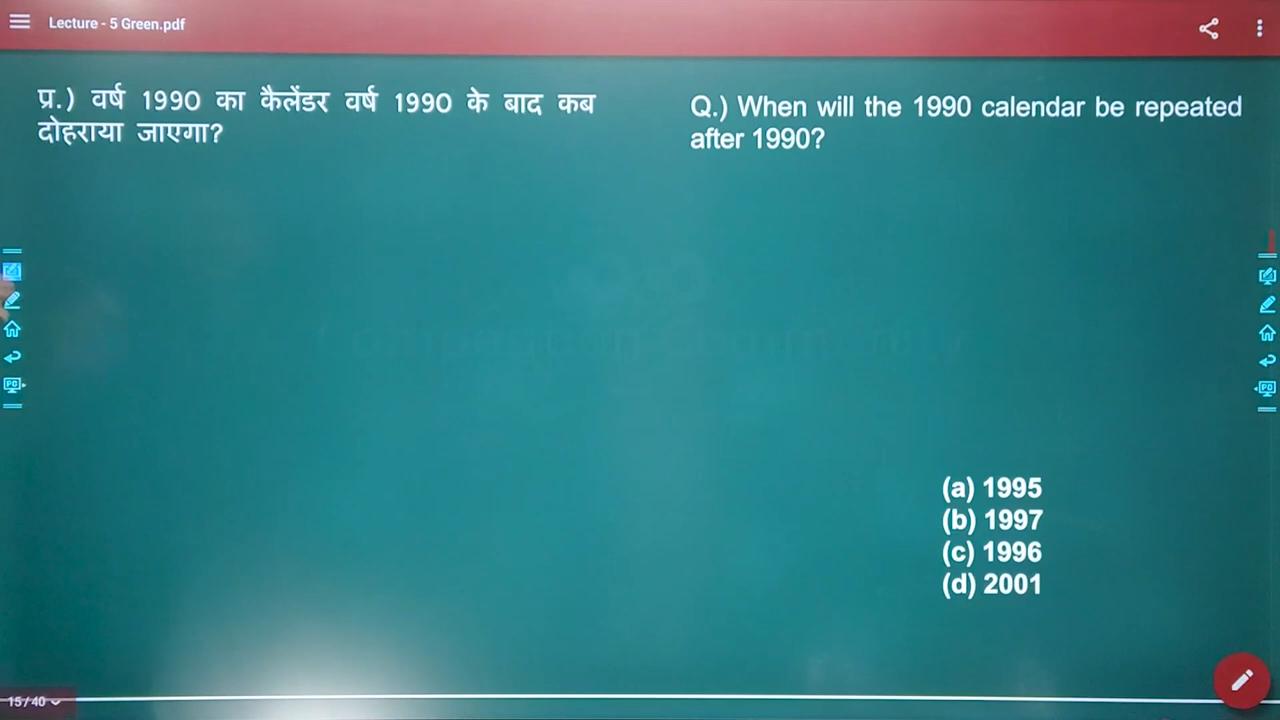 Lecture - 5 Green.pdf
प्र.) वर्ष 1990 का कैलेंडर वर्ष 1990 के बाद कब
दोहराया जाएगा?
Q.) When will the 1990 calendar be repeated
after 1990?
(a) 1995
(b) 1997
(c) 1996
(d) 2001
15 / 40